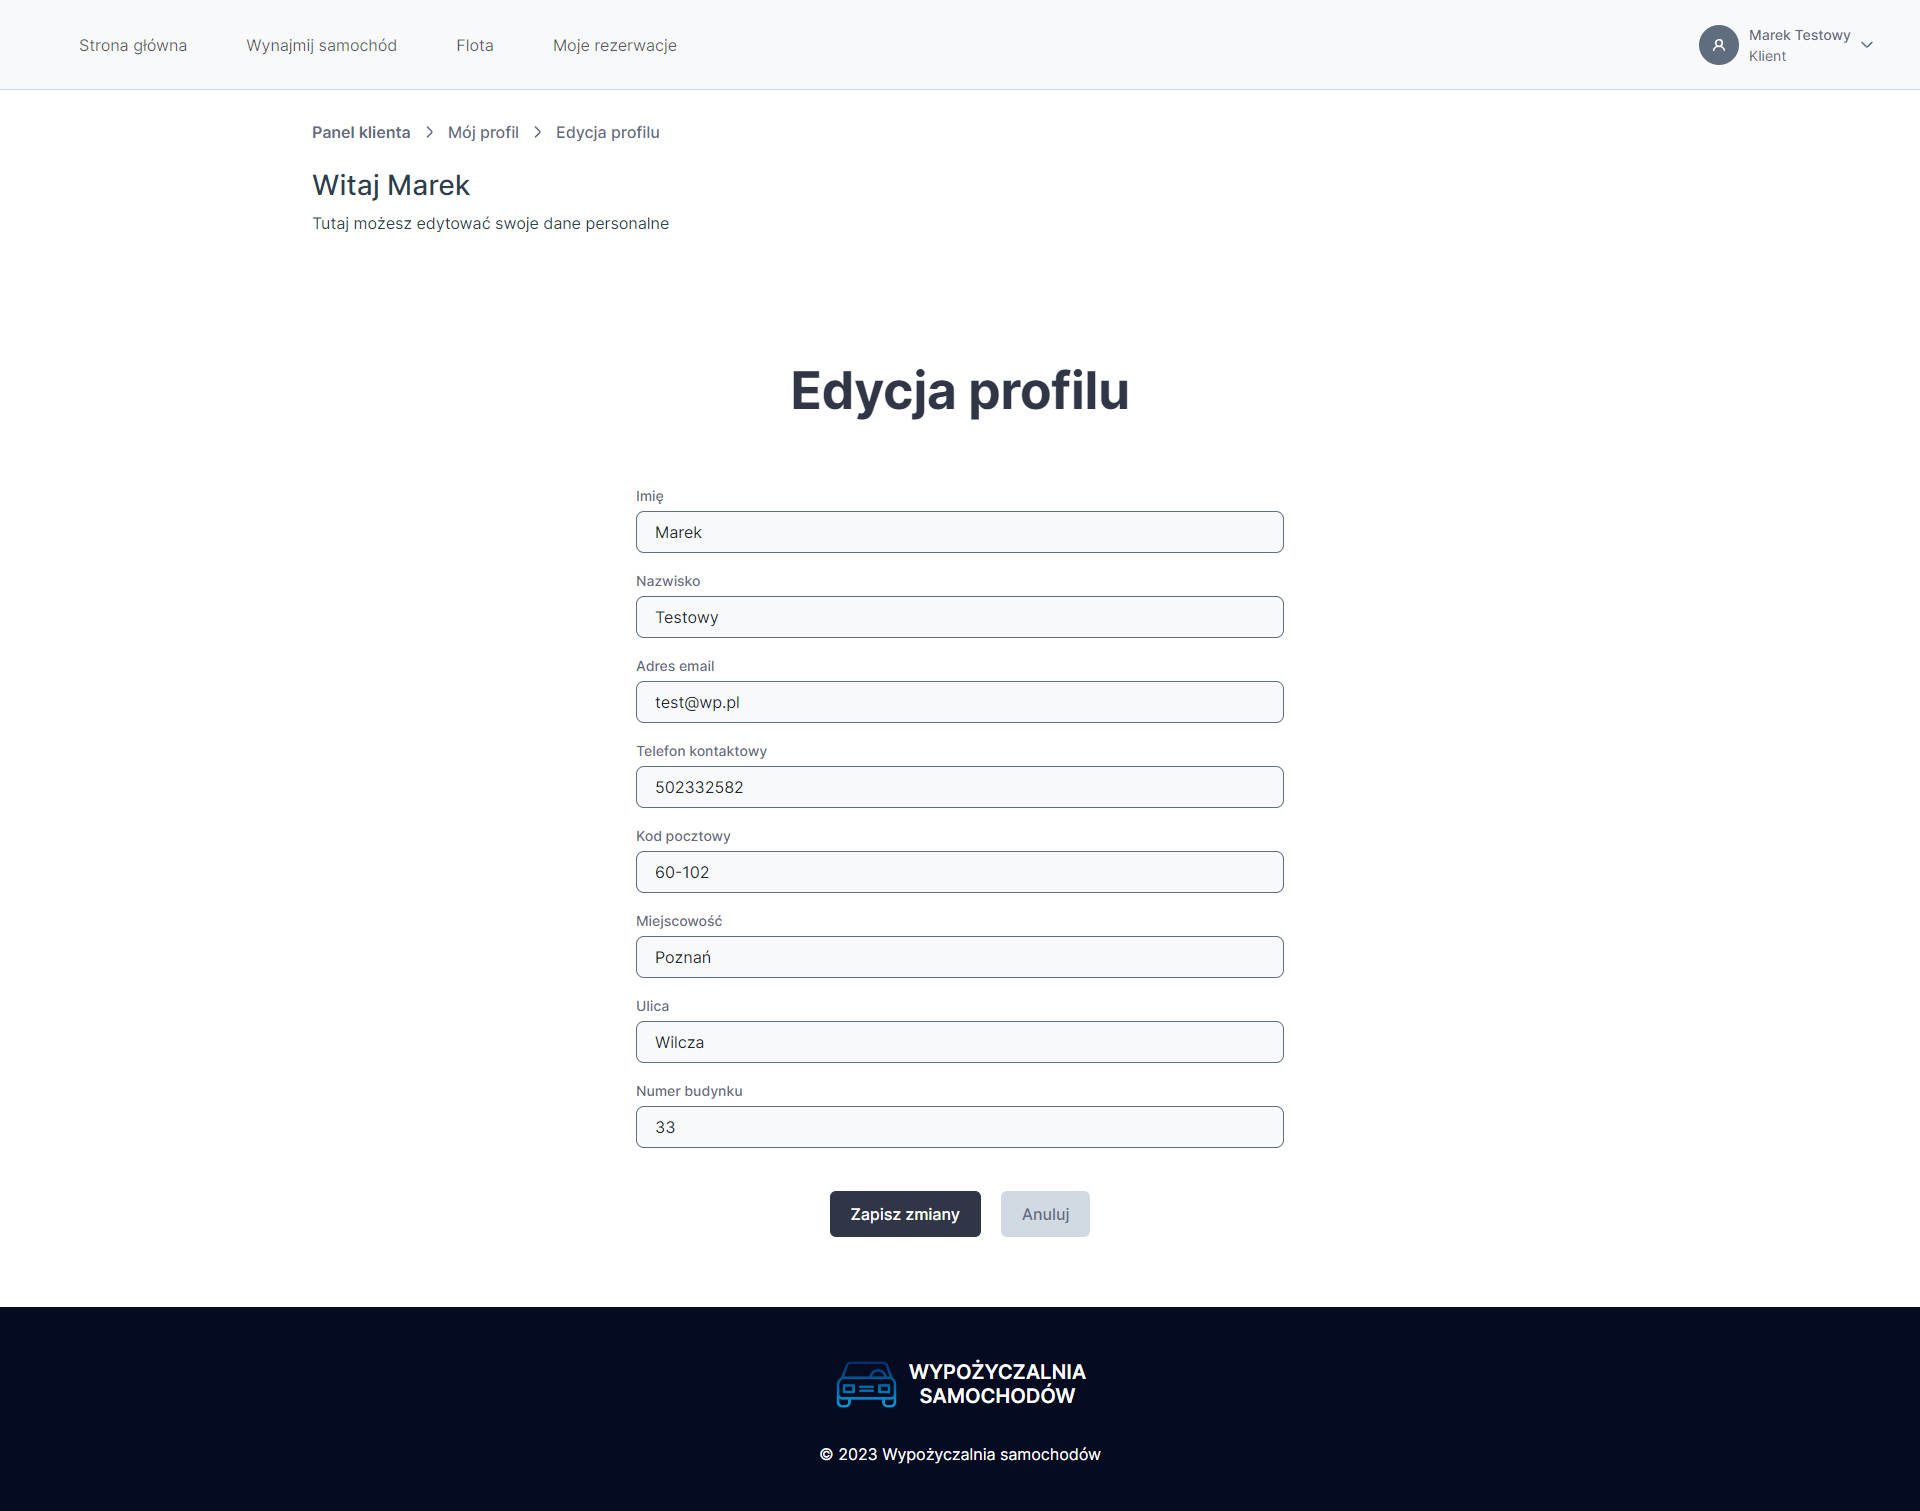 Strona główna
Wynajmij samochód
Flota
Moje rezerwacje
Marek Testowy
Klient
Panel klienta > Mój profil > Edycja profilu
Witaj Marek
Tutaj możesz edytować swoje dane personalne
Edycja profilu
Imię
Marek
Nazwisko
Testowy
Adres email
test@wp.pl
Telefon kontaktowy
502332582
Kod pocztowy
60-102
Miejscowość
Poznań
Ulica
Wilcza
Numer budynku
33
Zapisz zmiany
Anuluj
WYPOŻYCZALNIA
SAMOCHODÓW
© 2023 Wypożyczalnia samochodów